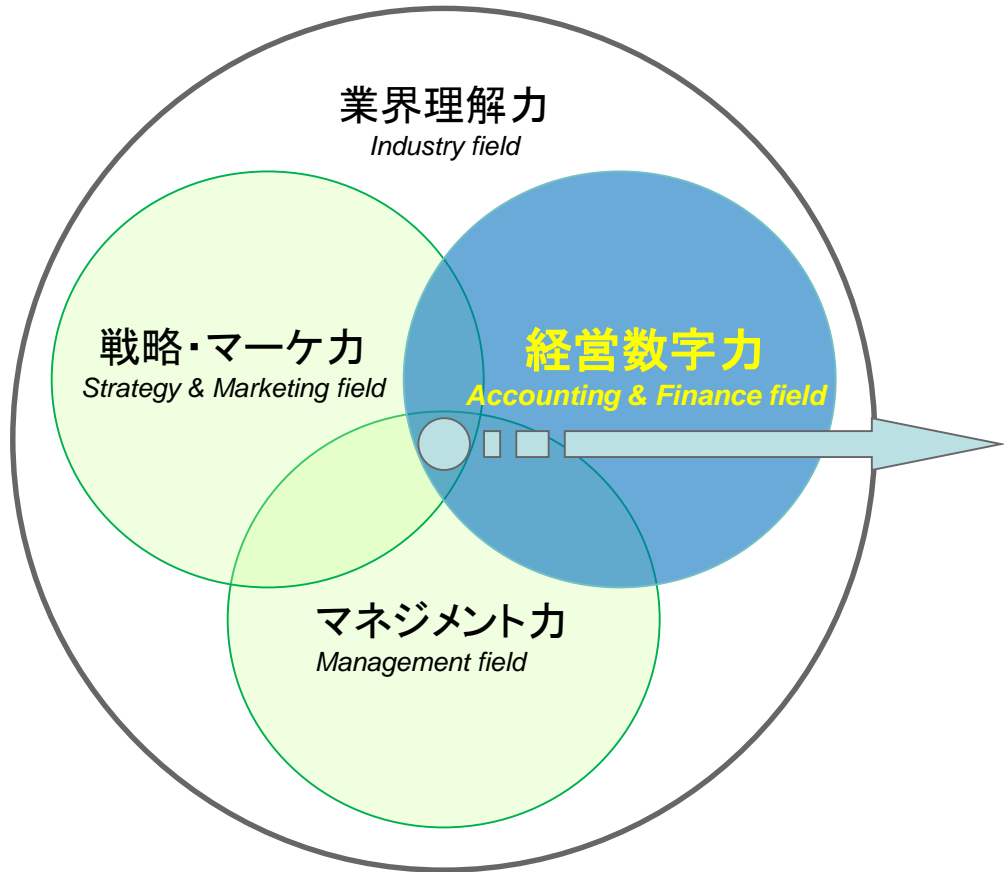 業界理解力
Industry field
戦略・マーケ力
Strategy & Marketing field
経営数字力
Accounting & Finance field
マネジメント力
Management field